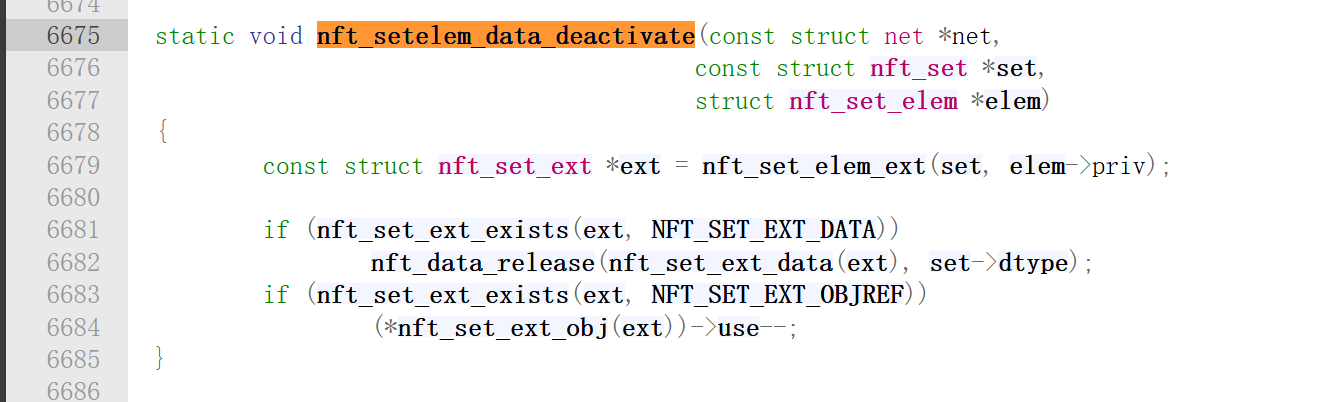 6674
6675 static void nft_setelem_data_deactivate(const struct net *net,
6676 const struct nft_set *set,
6677 struct nft_set_elem *elem)
6678 {
6679 const struct nft_set_ext *ext = nft_set_elem_ext(set, elem->priv);
6680
6681 if (nft_set_ext_exists(ext, NFT_SET_EXT_DATA))
6682 nft_data_release(nft_set_ext_data(ext), set->dtype);
6683 if (nft_set_ext_exists(ext, NFT_SET_EXT_OBJREF))
6684 (*nft_set_ext_obj(ext))->use--;
6685 }
6686